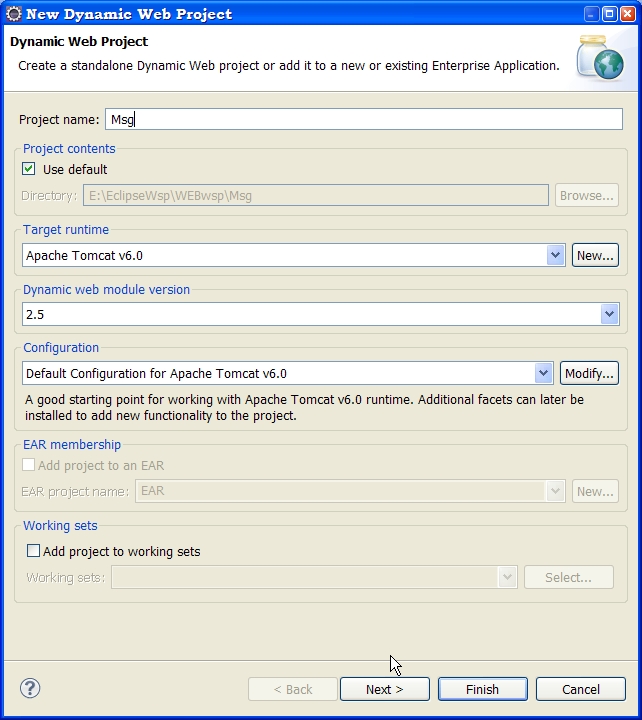 New Dynamic Web Project
Dynamic Web Project
Create a standalone Dynamic Web project or add it to a new or existing Enterprise Application.
Project name: Msg
Project contents
Use default
Directory: E:\EclipseWsp\WEBwsp\Msg Browse...
Target runtime
Apache Tomcat v6.0 New...
Dynamic web module version
2.5
Configuration
Default Configuration for Apache Tomcat v6.0 Modify...
A good starting point for working with Apache Tomcat v6.0 runtime. Additional facets can later be
installed to add new functionality to the project.
EAR membership
Add project to an EAR
EAR project name: EAR New...
Working sets
Add project to working sets
Working sets: Select...
? < Back Next > Finish Cancel